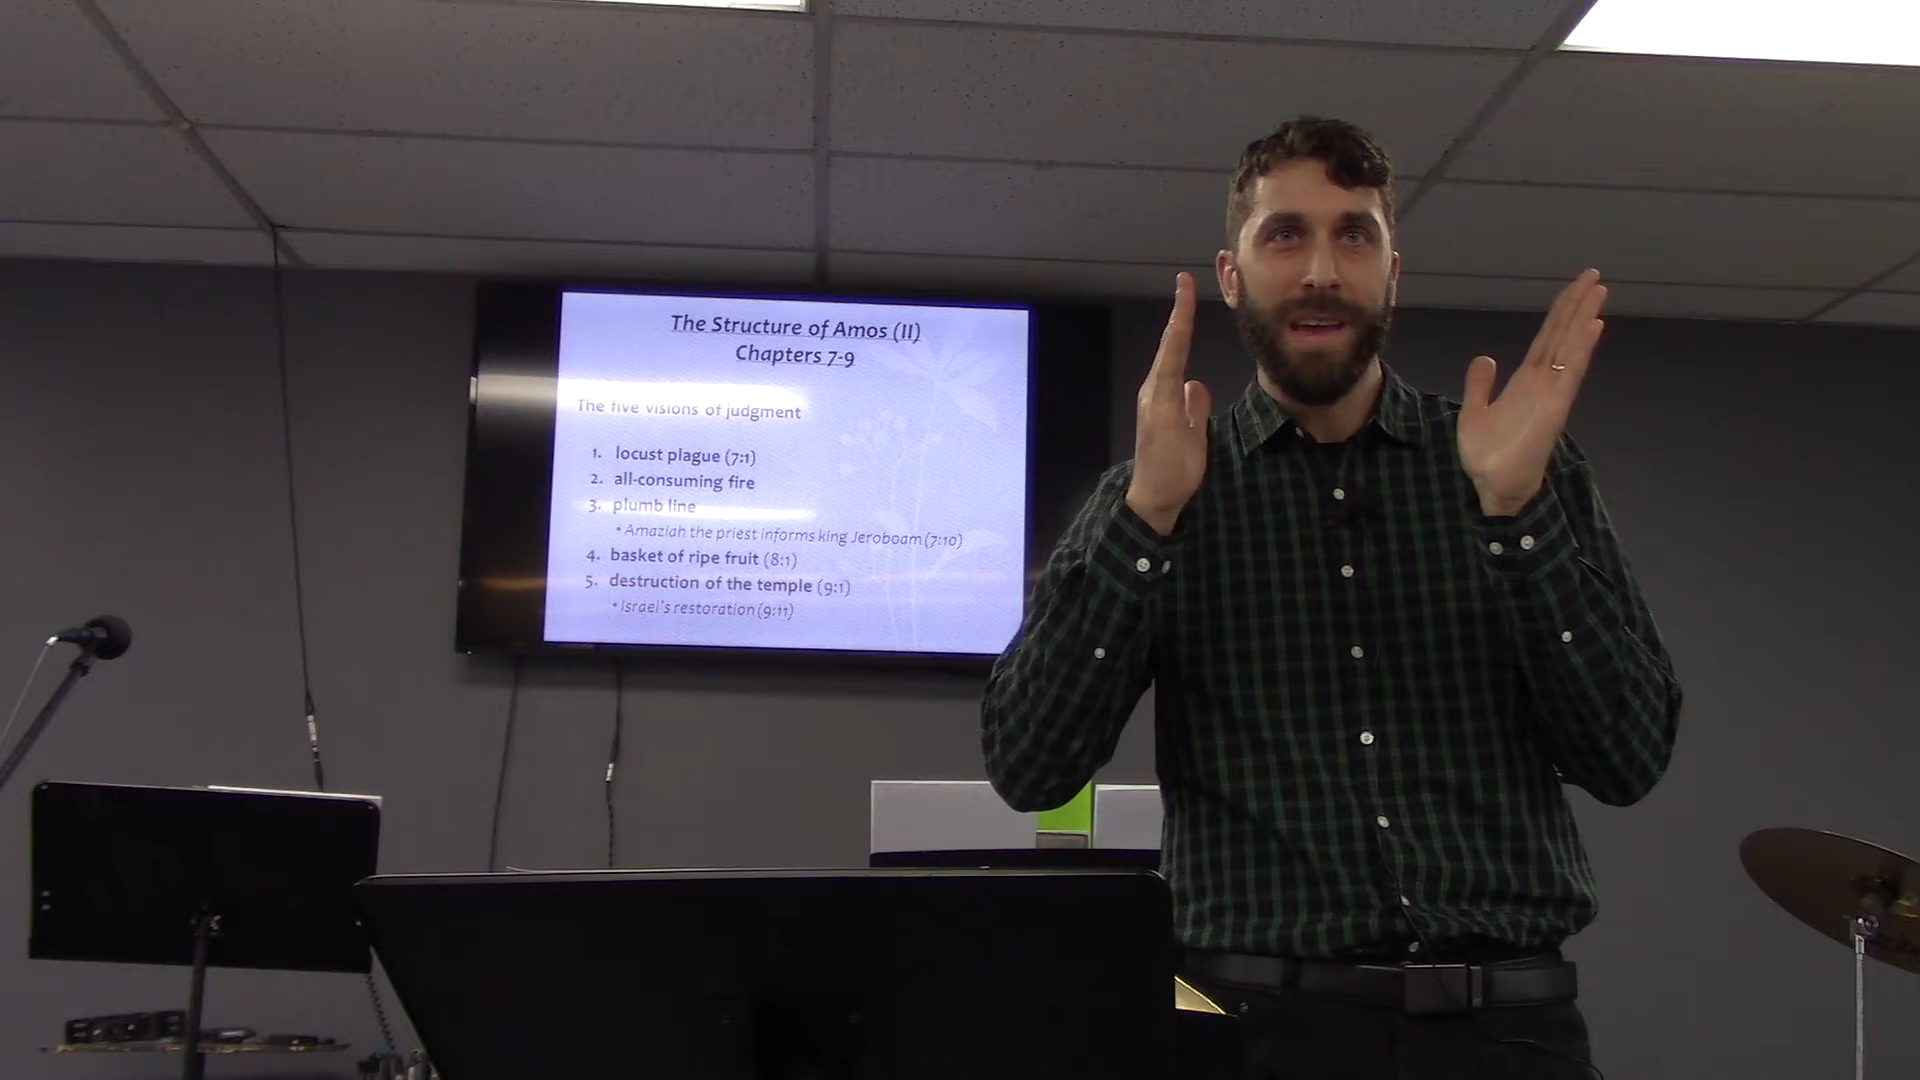 The Structure of Amos (II)
Chapters 7-9
The five visions of judgment
1. locust plague (7:1)
2. all-consuming fire
3. plumb line
• Amaziah the priest informs king Jeroboam (7:10)
4. basket of ripe fruit (8:1)
5. destruction of the temple (9:1)
• Israel's restoration (9:11)